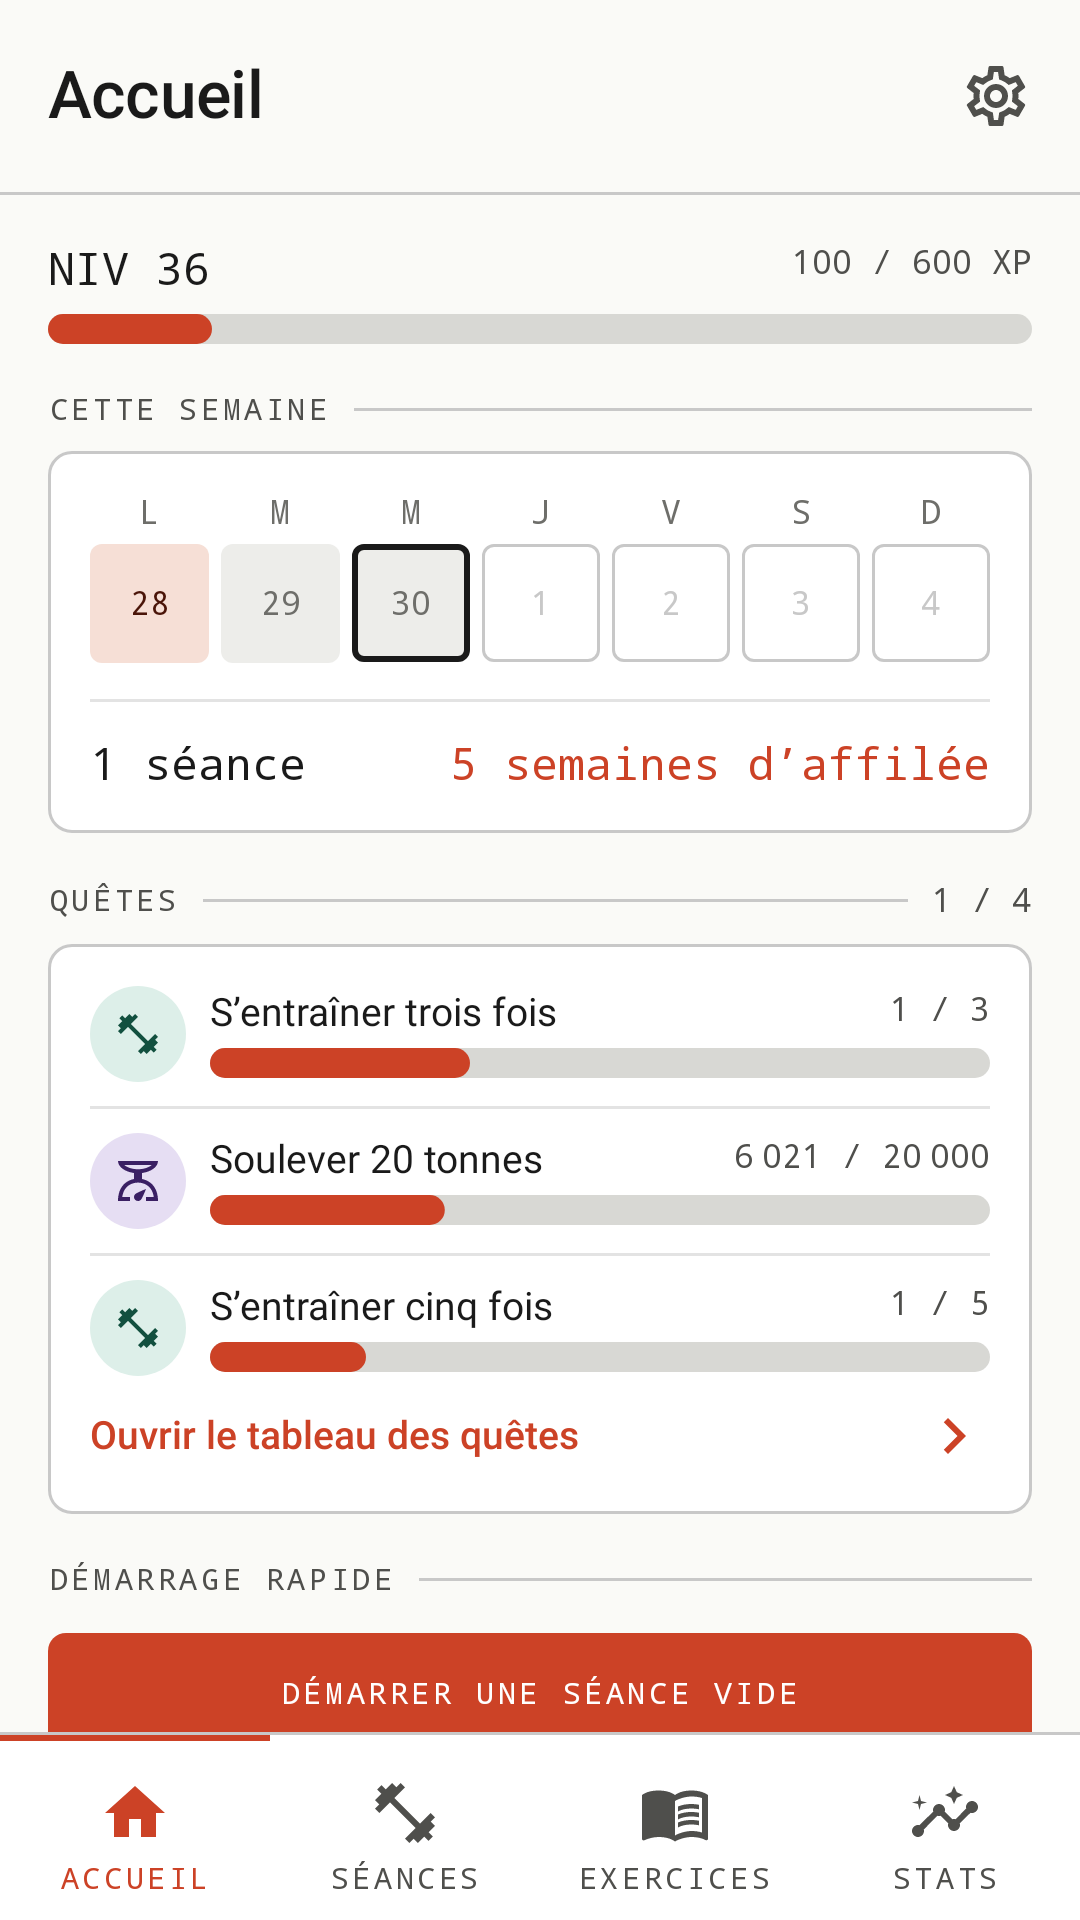 Accueil
NIV 36
100 / 600 XP
CETTE SEMAINE
L M M J V S D
28 29 30 1 2 3 4
1 séance
5 semaines d’affilée
QUÊTES
1 / 4
S’entraîner trois fois
1 / 3
Soulever 20 tonnes
6 021 / 20 000
S’entraîner cinq fois
1 / 5
Ouvrir le tableau des quêtes
DÉMARRAGE RAPIDE
DÉMARRER UNE SÉANCE VIDE
ACCUEIL
SÉANCES
EXERCICES
STATS